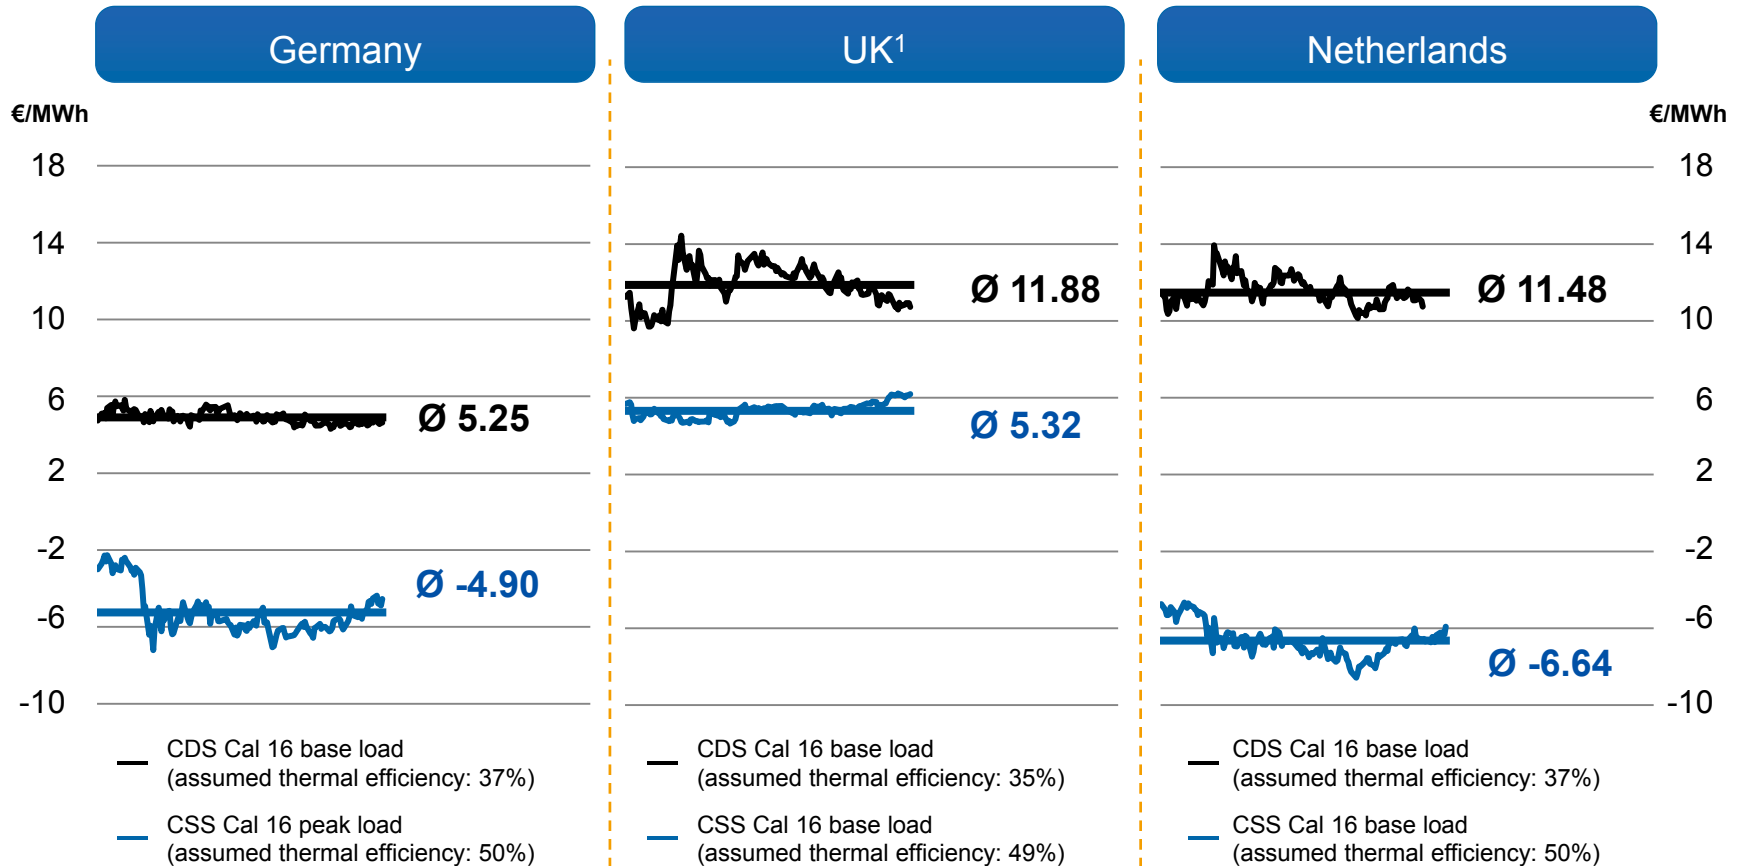 Germany
UK¹
Netherlands
€/MWh
€/MWh
18
14
10
6
2
-2
-6
-10
18
14
10
6
2
-2
-6
-10
Ø 5.25
Ø -4.90
Ø 11.88
Ø 5.32
Ø 11.48
Ø -6.64
CDS Cal 16 base load
(assumed thermal efficiency: 37%)
CSS Cal 16 peak load
(assumed thermal efficiency: 50%)
CDS Cal 16 base load
(assumed thermal efficiency: 35%)
CSS Cal 16 base load
(assumed thermal efficiency: 49%)
CDS Cal 16 base load
(assumed thermal efficiency: 37%)
CSS Cal 16 base load
(assumed thermal efficiency: 50%)